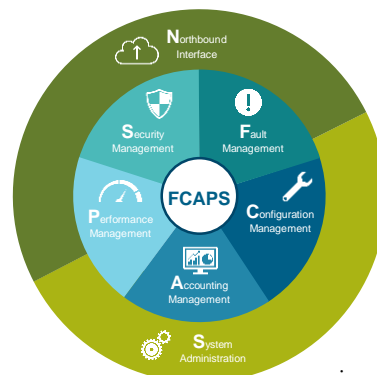 Northbound
Interface
Security
Management
Fault
Management
FCAPS
Performance
Management
Configuration
Management
Accounting
Management
System
Administration
.